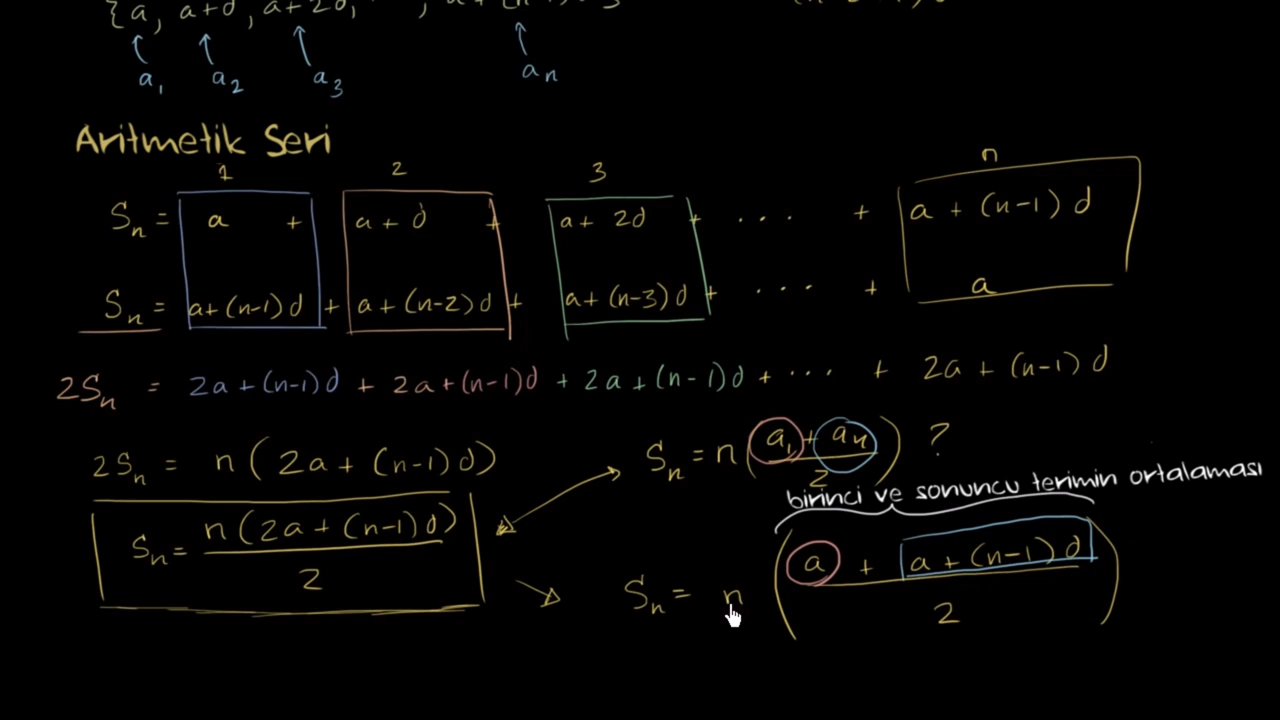 {a, a+d, a+2d,
a₁ a₂ a₃ aₙ
Aritmetik Seri
1 2 3 n
Sₙ = a + a + d + a + 2d + ... + a + (n-1) d
Sₙ = a+(n-1)d + a+(n-2)d + a+(n-3)d + ... + a
2Sₙ = 2a+(n-1)d + 2a+(n-1)d + 2a+(n-1)d + ... + 2a+(n-1)d
2Sₙ = n(2a+(n-1)d)
Sₙ = n(a₁ + aₙ / 2) ?
birinci ve sonuncu terimin ortalaması
Sₙ = n(2a+(n-1)d) / 2
Sₙ = n(a + a+(n-1)d / 2)